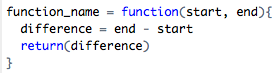 function_name = function(start, end){
  difference = end - start
  return(difference)
}